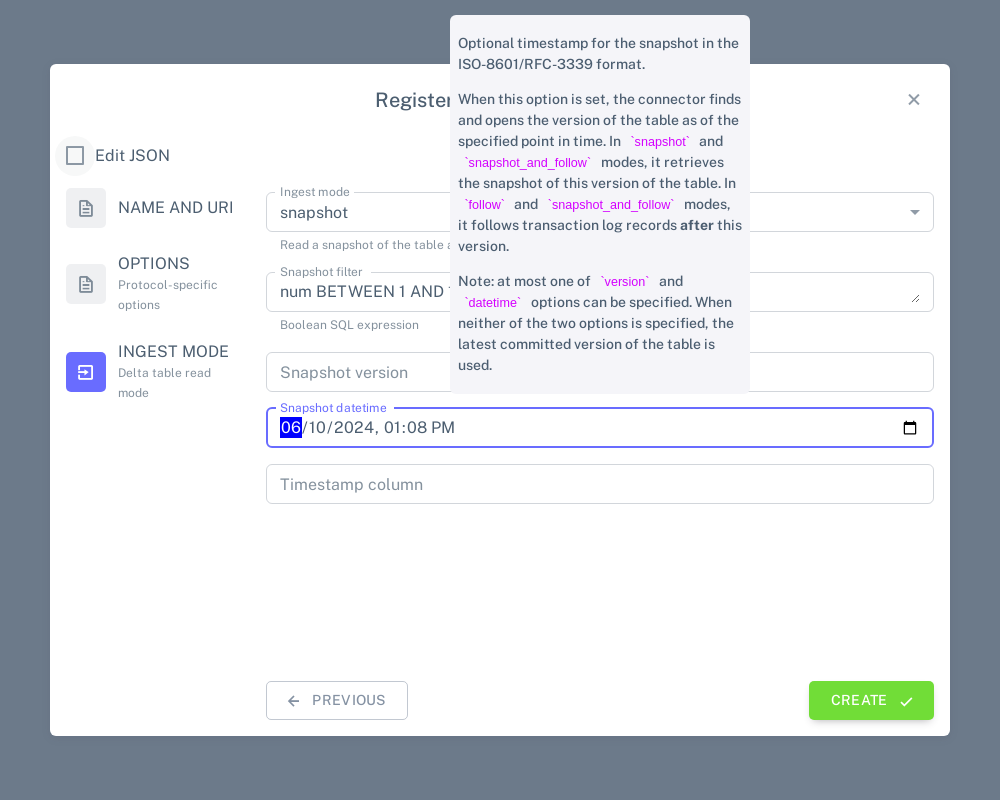 Optional timestamp for the snapshot in the
ISO-8601/RFC-3339 format.
When this option is set, the connector finds
and opens the version of the table as of the
specified point in time. In `snapshot` and
`snapshot_and_follow` modes, it retrieves
the snapshot of this version of the table. In
`follow` and `snapshot_and_follow` modes,
it follows transaction log records after this
version.
Note: at most one of `version` and
`datetime` options can be specified. When
neither of the two options is specified, the
latest committed version of the table is
used.
Register
Edit JSON
NAME AND URI
OPTIONS
Protocol-specific
options
INGEST MODE
Delta table read
mode
Ingest mode
snapshot
Read a snapshot of the table
Snapshot filter
num BETWEEN 1 AND
Boolean SQL expression
Snapshot version
Snapshot datetime
06/10/2024, 01:08 PM
Timestamp column
PREVIOUS
CREATE